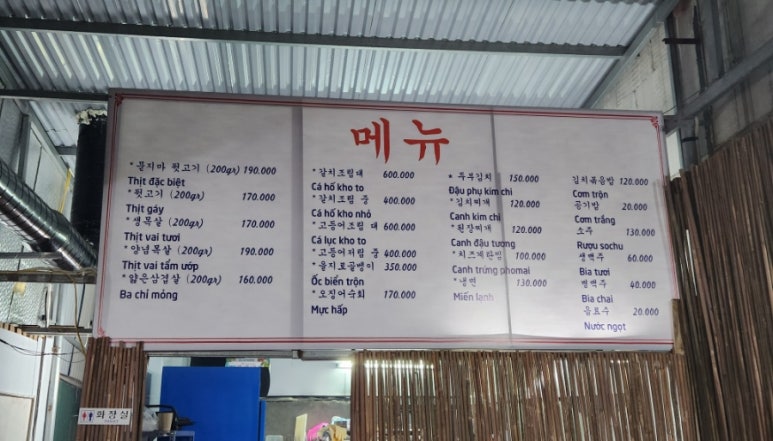 메뉴
* 묻지마 뒷고기 (200gr) 190.000
Thịt đặc biệt
* 뒷고기 (200gr) 170.000
Thịt gáy
* 생목살 (200gr) 170.000
Thịt vai tươi
* 양념목살 (200gr) 190.000
Thịt vai tẩm ướp
* 얇은삼겹살 (200gr) 160.000
Ba chỉ mỏng
* 갈치조림대 600.000
Cá hố kho to
* 갈치조림 중 400.000
Cá hố kho nhỏ
* 고등어조림 대 600.000
Cá lục kho to
* 고등어저림 중 400.000
* 을지로골뱅이 350.000
Ốc biển trộn
* 오징어숙회 170.000
Mực hấp
* 두부김치 150.000
Đậu phụ kim chi
* 김치찌개 120.000
Canh kim chi
* 된장찌개 120.000
Canh đậu tương
* 치즈계란찜 100.000
Canh trứng phomai
* 냉면 130.000
Miến lạnh
김치볶음밥 120.000
Cơm trộn
공기밥 20.000
Cơm trắng
소주 130.000
Rượu sochu
생맥주 60.000
Bia tươi
병맥주 40.000
Bia chai
음료수 20.000
Nước ngọt
화장실